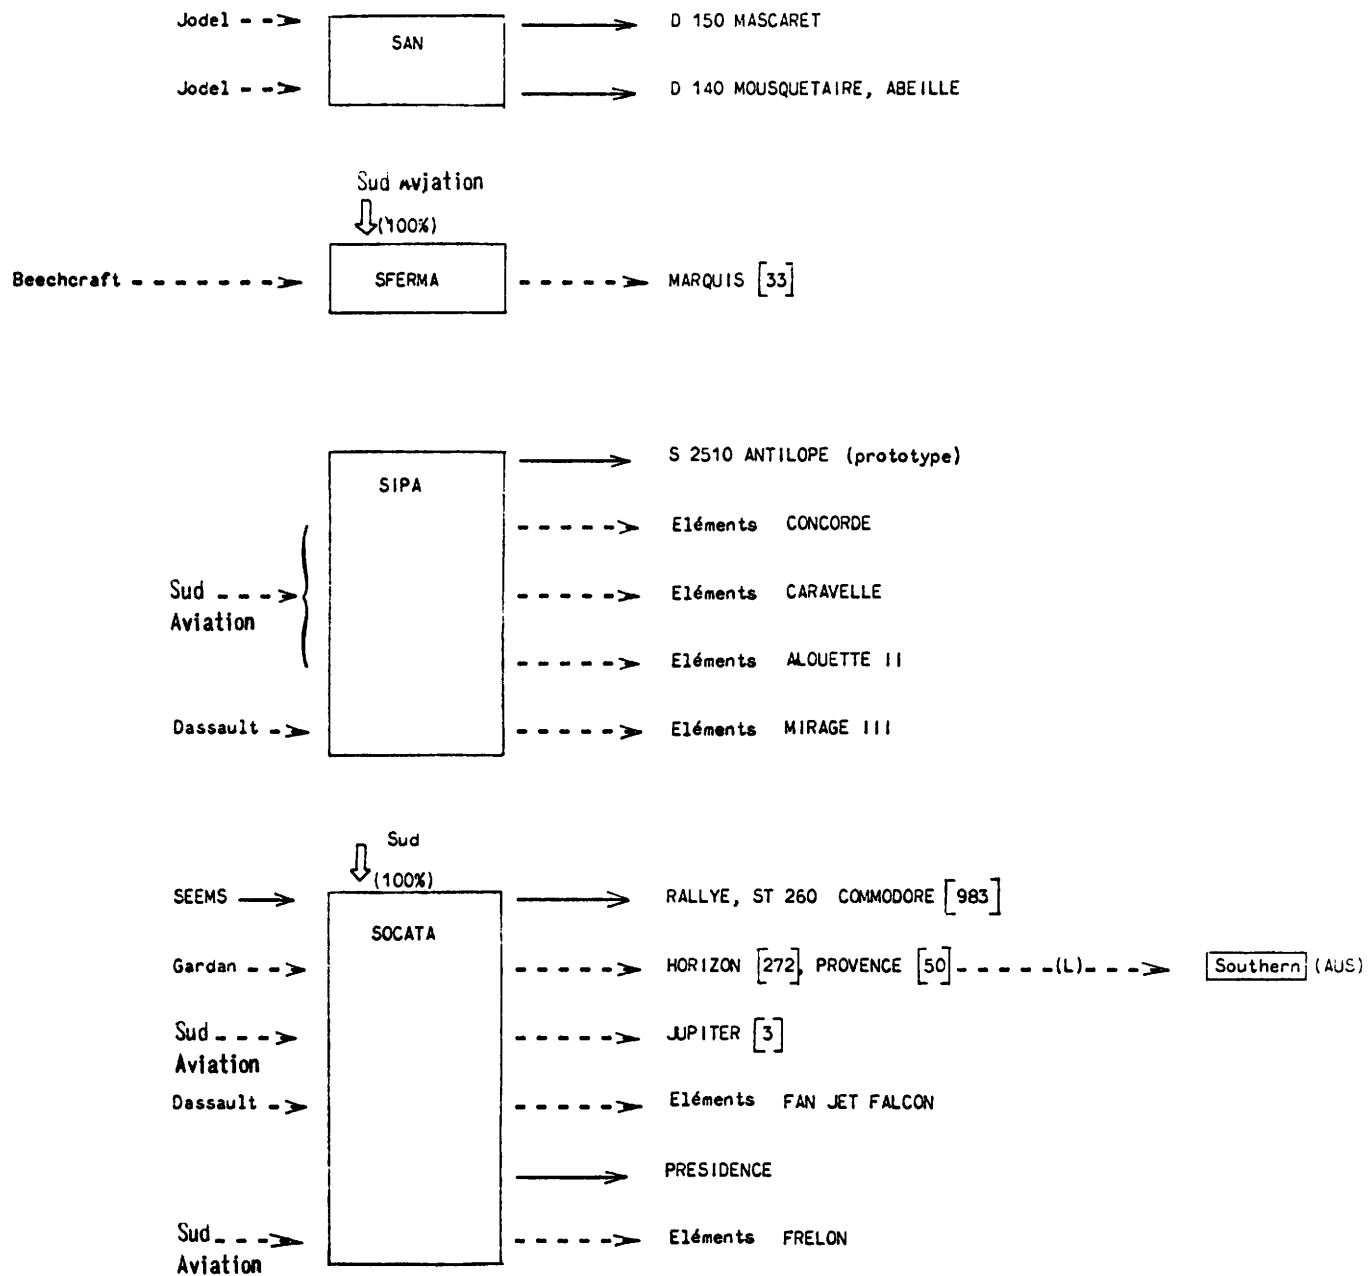 Jodel
SAN
D 150 MASCARET
Jodel
D 140 MOUSQUETAIRE, ABEILLE
Sud Aviation
(100%)
Beechcraft
SFERMA
MARQUIS [33]
SIPA
S 2510 ANTILOPE (prototype)
Eléments CONCORDE
Sud
Aviation
Eléments CARAVELLE
Eléments ALOUETTE II
Dassault
Eléments MIRAGE III
Sud
(100%)
SEEMS
SOCATA
RALLYE, ST 260 COMMODORE [983]
Gardan
HORIZON [272], PROVENCE [50] (L) Southern (AUS)
Sud
Aviation
JUPITER [3]
Dassault
Eléments FAN JET FALCON
PRESIDENCE
Sud
Aviation
Eléments FRELON